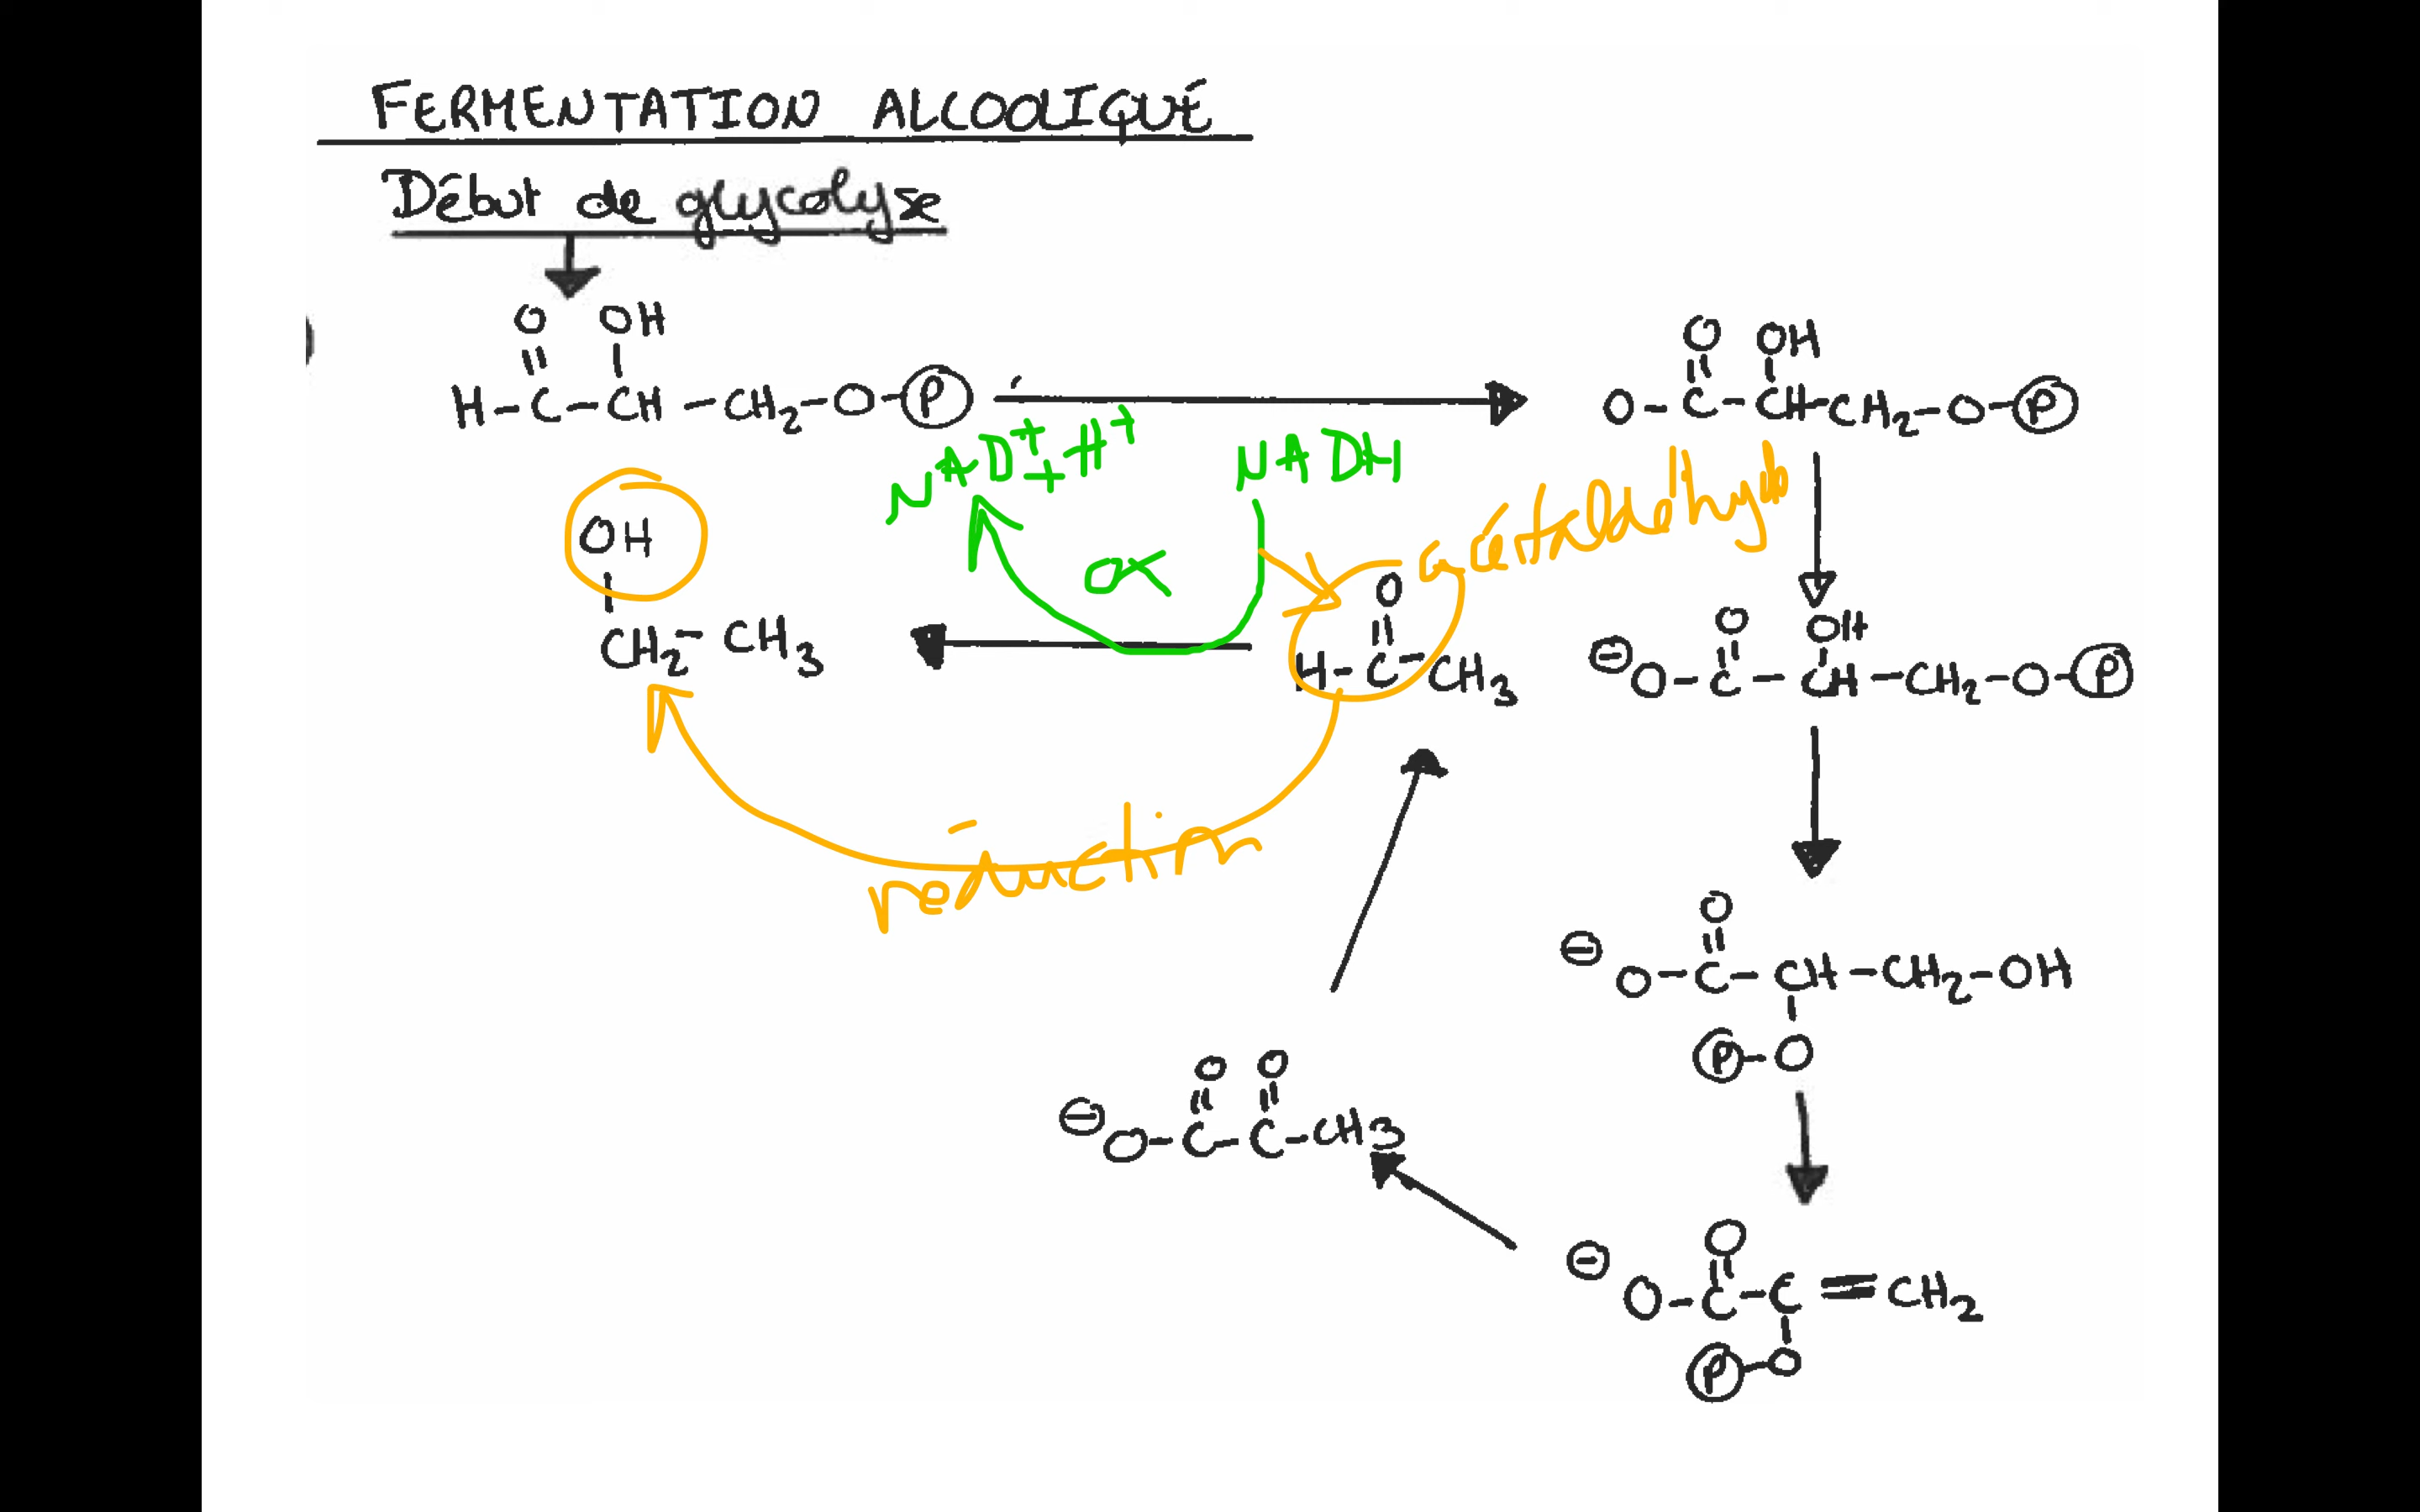 FERMENTATION ALCOOLIQUE
Début de glycolyse
O OH
H-C-CH-CH2-O-P
O OH
O-C-CH-CH2-O-P
NAD+ + H+
NADH
acétaldéhyde
OH
CH2-CH3
ox
O
H-C-CH3
O OH
⊖O-C-CH-CH2-O-P
réduction
O
⊖O-C-CH-CH2-OH
P-O
O O
⊖O-C-C-CH3
O
⊖O-C-C=CH2
P-O